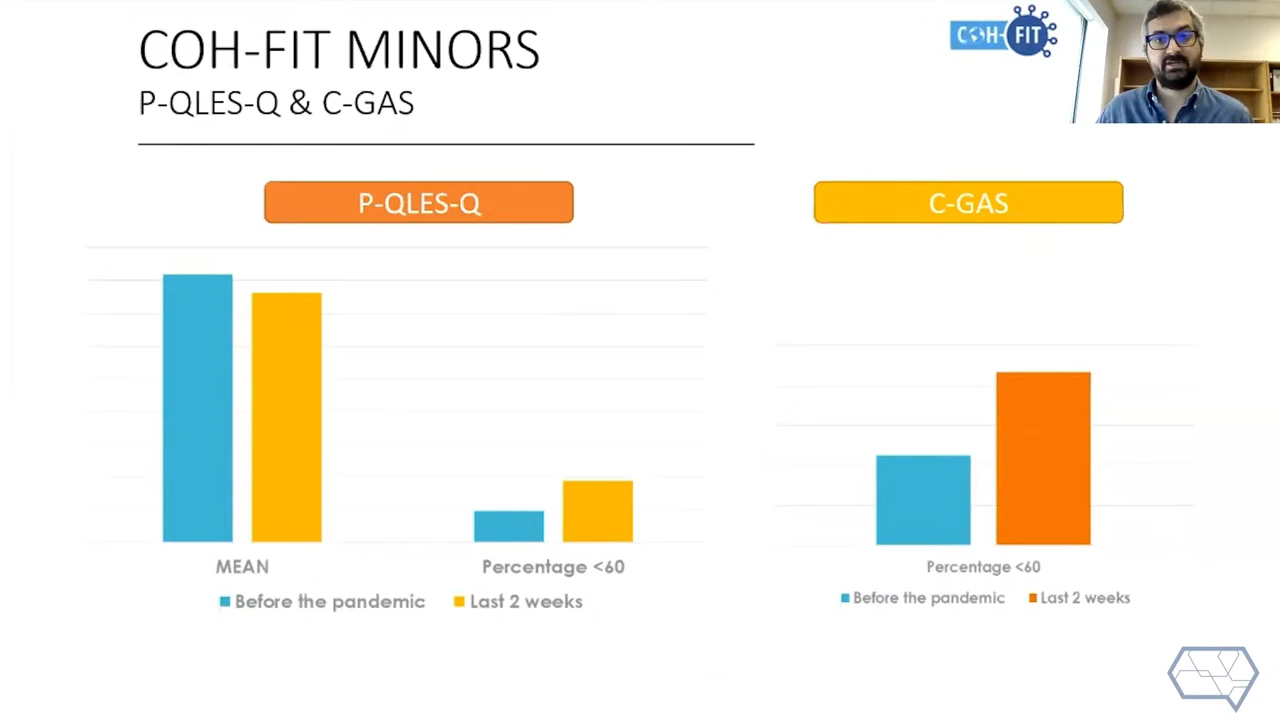 COH-FIT MINORS
P-QLES-Q & C-GAS
COH-FIT
P-QLES-Q
C-GAS
MEAN
Percentage <60
Before the pandemic
Last 2 weeks
Percentage <60
Before the pandemic
Last 2 weeks